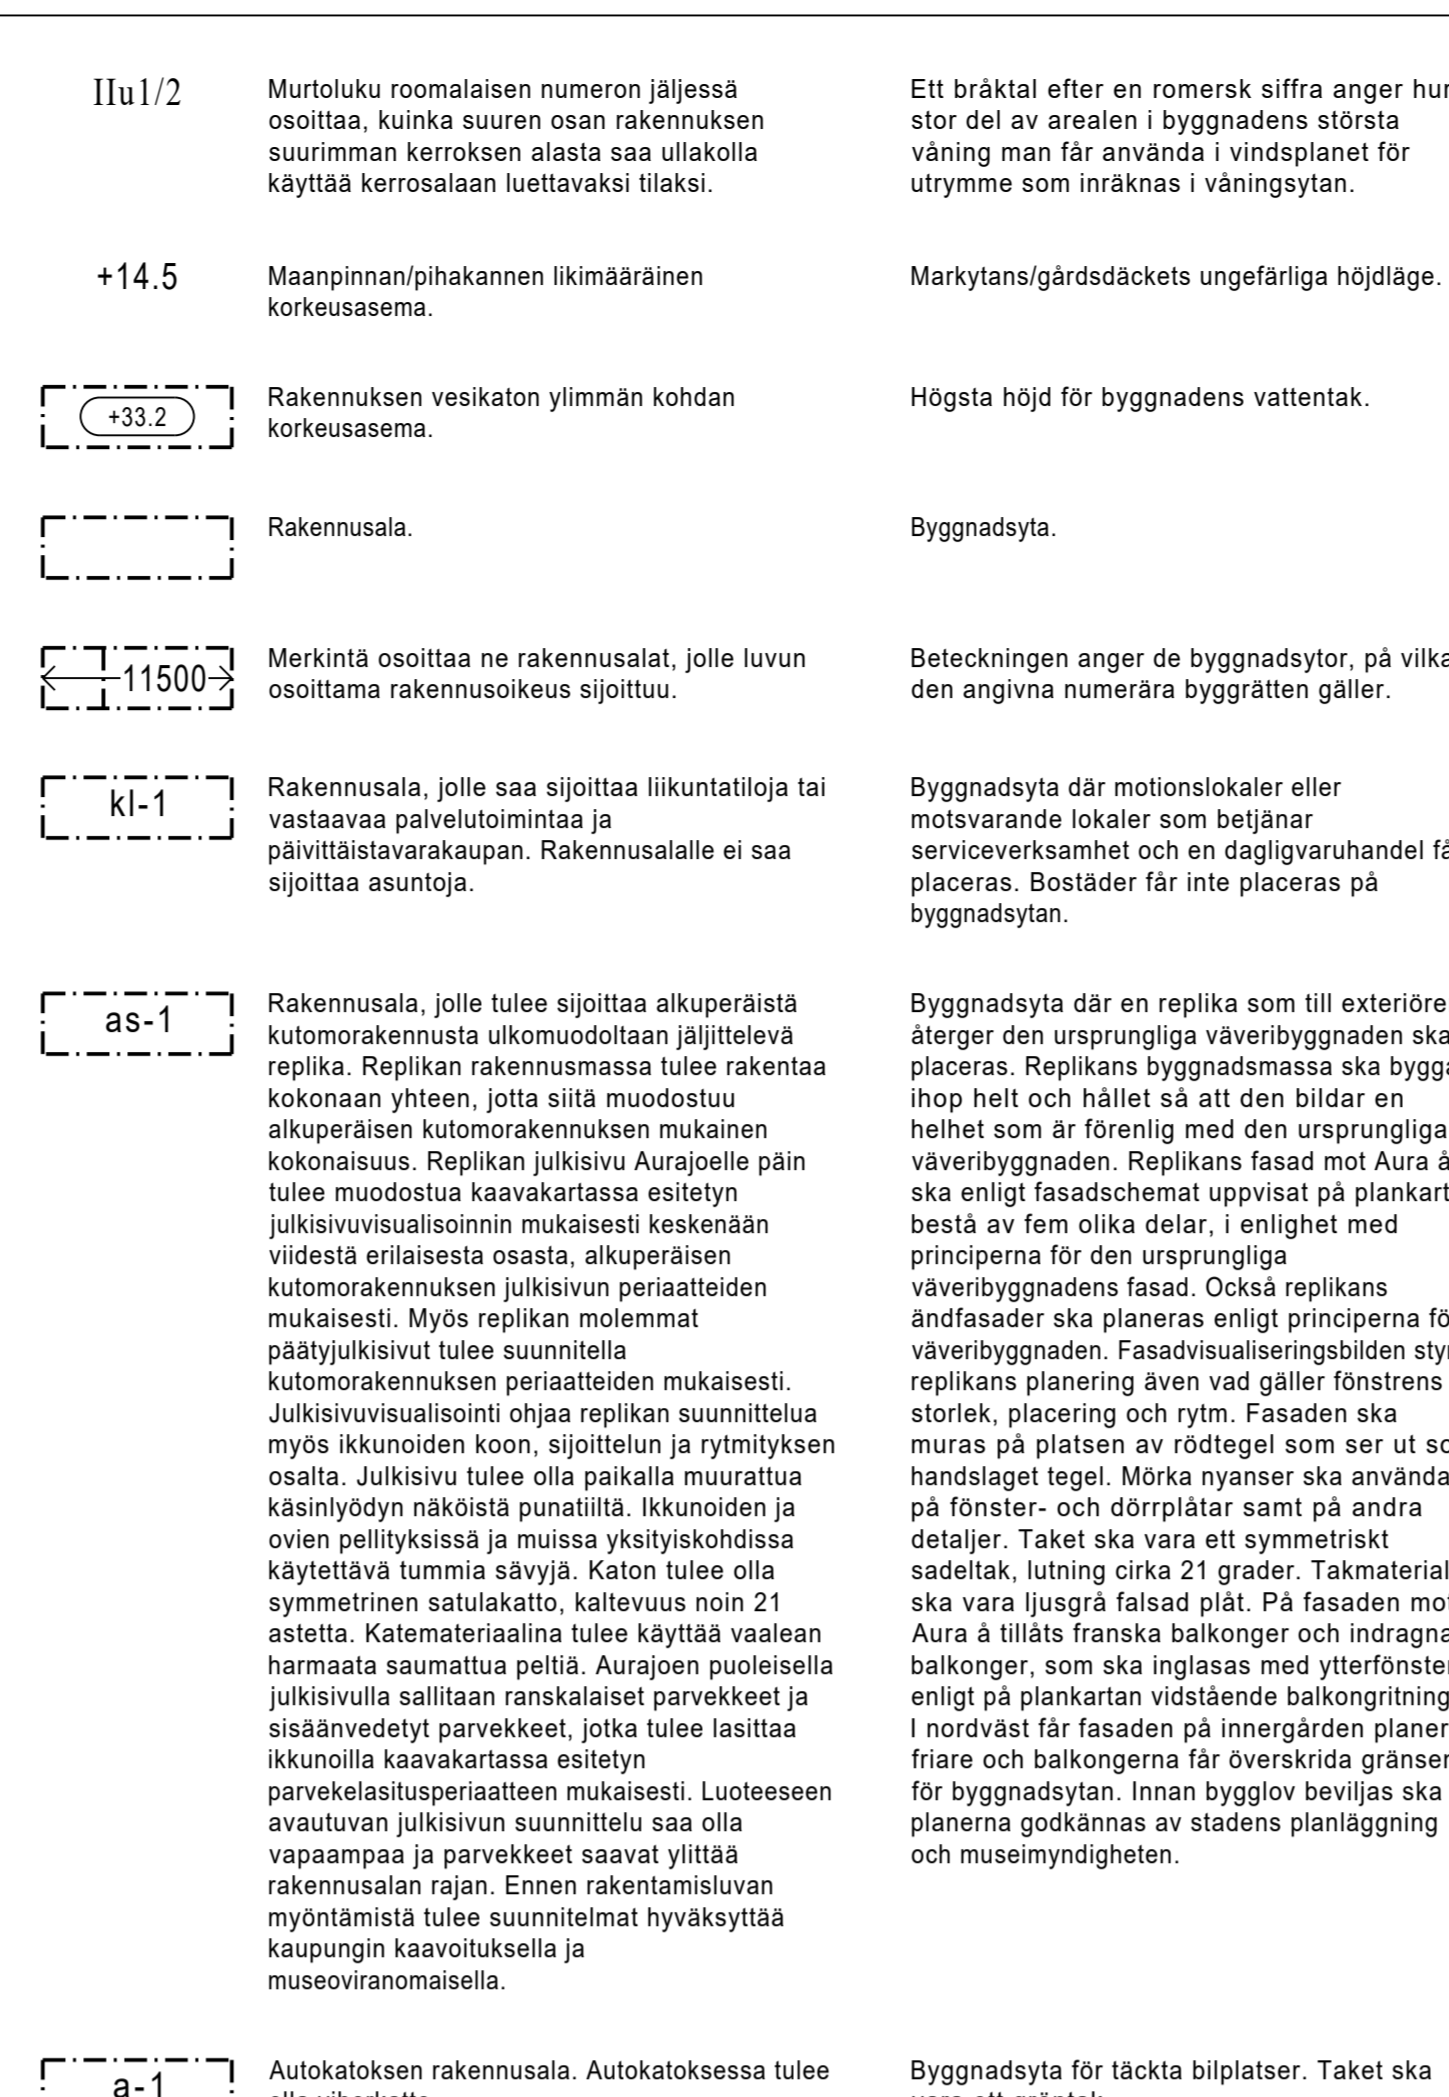 IIu1/2
Murtoluku roomalaisen numeron jäljessä
osoittaa, kuinka suuren osan rakennuksen
suurimman kerroksen alasta saa ullakolla
käyttää kerrosalaan luettavaksi tilaksi.
Ett bråktal efter en romersk siffra anger
stor del av arealen i byggnadens största
våning man får använda i vindsplanet för
utrymme som inräknas i våningsytan.
+14.5
Maanpinnan/pihakannen likimääräinen
korkeusasema.
Markytans/gårdsdäckets ungefärliga höjdläge.
+33.2
Rakennuksen vesikaton ylimmän kohdan
korkeusasema.
Högsta höjd för byggnadens vattentak.
Rakennusala.
Byggnadsyta.
11500
Merkintä osoittaa ne rakennusalat, jolle luvun
osoittama rakennusoikeus sijoittuu.
Beteckningen anger de byggnadsytor, på vilka
den angivna numerära byggrätten gäller.
kl-1
Rakennusala, jolle saa sijoittaa liikuntatiloja tai
vastaavaa palvelutoimintaa ja
päivittäistavarakaupan. Rakennusalalle ei saa
sijoittaa asuntoja.
Byggnadsyta där motionslokaler eller
motsvarande lokaler som betjänar
serviceverksamhet och en dagligvaruhandel
placeras. Bostäder får inte placeras på
byggnadsytan.
as-1
Rakennusala, jolle tulee sijoittaa alkuperäistä
kutomorakennusta ulkomuodoltaan jäljittelevä
replika. Replikan rakennusmassa tulee rakentaa
kokonaan yhteen, jotta siitä muodostuu
alkuperäisen kutomorakennuksen mukainen
kokonaisuus. Replikan julkisivu Aurajoelle päin
tulee muodostua kaavakartassa esitetyn
julkisivuvisualisoinnin mukaisesti keskenään
viidestä erilaisesta osasta, alkuperäisen
kutomorakennuksen julkisivun periaatteiden
mukaisesti. Myös replikan molemmat
päätyjulkisivut tulee suunnitella
kutomorakennuksen periaatteiden mukaisesti.
Julkisivuvisualisointi ohjaa replikan suunnittelua
myös ikkunoiden koon, sijoittelun ja rytmityksen
osalta. Julkisivu tulee olla paikalla muurattua
käsinlyödyn näköistä punatiiltä. Ikkunoiden ja
ovien pellityksissä ja muissa yksityiskohdissa
käytettävä tummia sävyjä. Katon tulee olla
symmetrinen satulakatto, kaltevuus noin 21
astetta. Katemateriaalina tulee käyttää vaalean
harmaata saumattua peltiä. Aurajoen puoleisella
julkisivulla sallitaan ranskalaiset parvekkeet ja
sisäänvedetyt parvekkeet, jotka tulee lasittaa
ikkunoilla kaavakartassa esitetyn
parvekelasitusperiaatteen mukaisesti. Luoteeseen
avautuvan julkisivun suunnittelu saa olla
vapaampaa ja parvekkeet saavat ylittää
rakennusalan rajan. Ennen rakentamisluvan
myöntämistä tulee suunnitelmat hyväksyttää
kaupungin kaavoituksella ja
museoviranomaisella.
Byggnadsyta där en replika som till
återger den ursprungliga väveribyggnaden ska
placeras. Replikans byggnadsmassa ska
ihop helt och hållet så att den bildar en
helhet som är förenlig med den ursprungliga
väveribyggnaden. Replikans fasad mot Aura
ska enligt fasadschemat uppvisat på
bestå av fem olika delar, i enlighet med
principerna för den ursprungliga
väveribyggnadens fasad. Också replikans
ändfasader ska planeras enligt principerna
väveribyggnaden. Fasadvisualiseringsbilden
replikans planering även vad gäller fönstrens
storlek, placering och rytm. Fasaden ska
muras på platsen av rödtegel som ser ut
handslaget tegel. Mörka nyanser ska användas
på fönster- och dörrplåtar samt på andra
detaljer. Taket ska vara ett symmetriskt
sadeltak, lutning cirka 21 grader.
ska vara ljusgrå falsad plåt. På fasaden
Aura å tillåts franska balkonger och indragna
balkonger, som ska inglasas med
enligt på plankartan vidstående balkongritning
I nordväst får fasaden på innergården
friare och balkongerna får överskrida
för byggnadsytan. Innan bygglov beviljas ska
planerna godkännas av stadens planläggning
och museimyndigheten.
a-1
Autokatoksen rakennusala. Autokatoksessa tulee
Byggnadsyta för täckta bilplatser. Taket ska